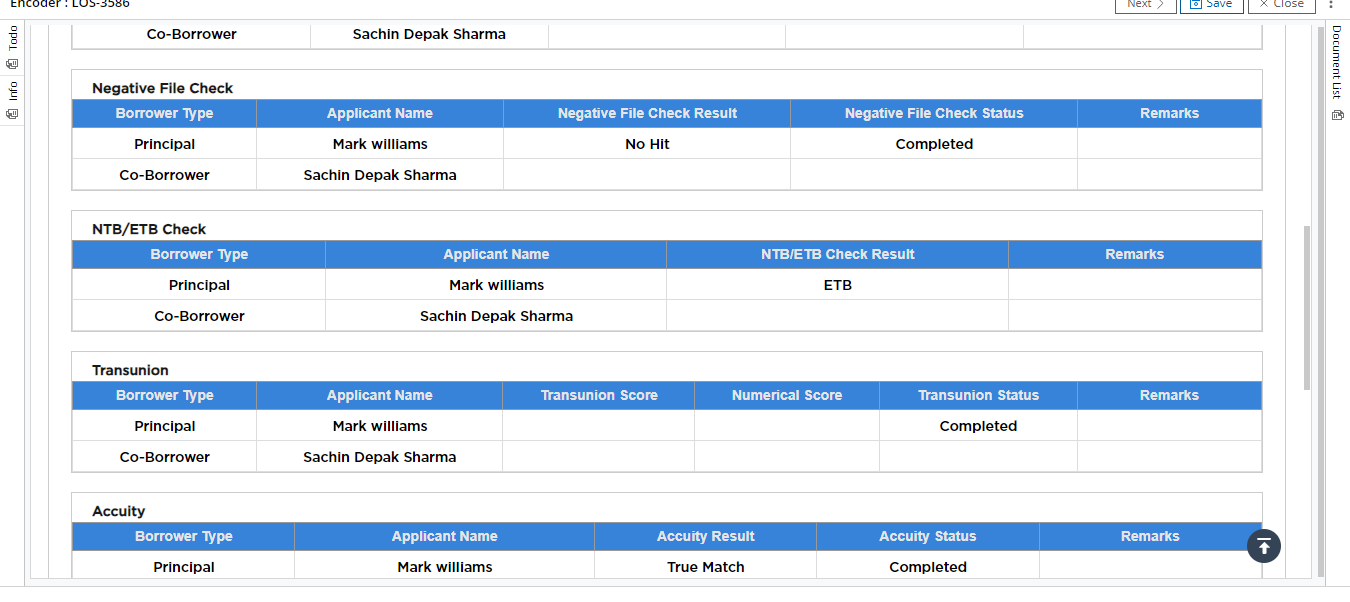 Encoder : LOS-3586
Next Save Close
Todo
Info
Document List
Co-Borrower Sachin Depak Sharma
Negative File Check
Borrower Type Applicant Name Negative File Check Result Negative File Check Status Remarks
Principal Mark williams No Hit Completed
Co-Borrower Sachin Depak Sharma
NTB/ETB Check
Borrower Type Applicant Name NTB/ETB Check Result Remarks
Principal Mark williams ETB
Co-Borrower Sachin Depak Sharma
Transunion
Borrower Type Applicant Name Transunion Score Numerical Score Transunion Status Remarks
Principal Mark williams Completed
Co-Borrower Sachin Depak Sharma
Accuity
Borrower Type Applicant Name Accuity Result Accuity Status Remarks
Principal Mark williams True Match Completed